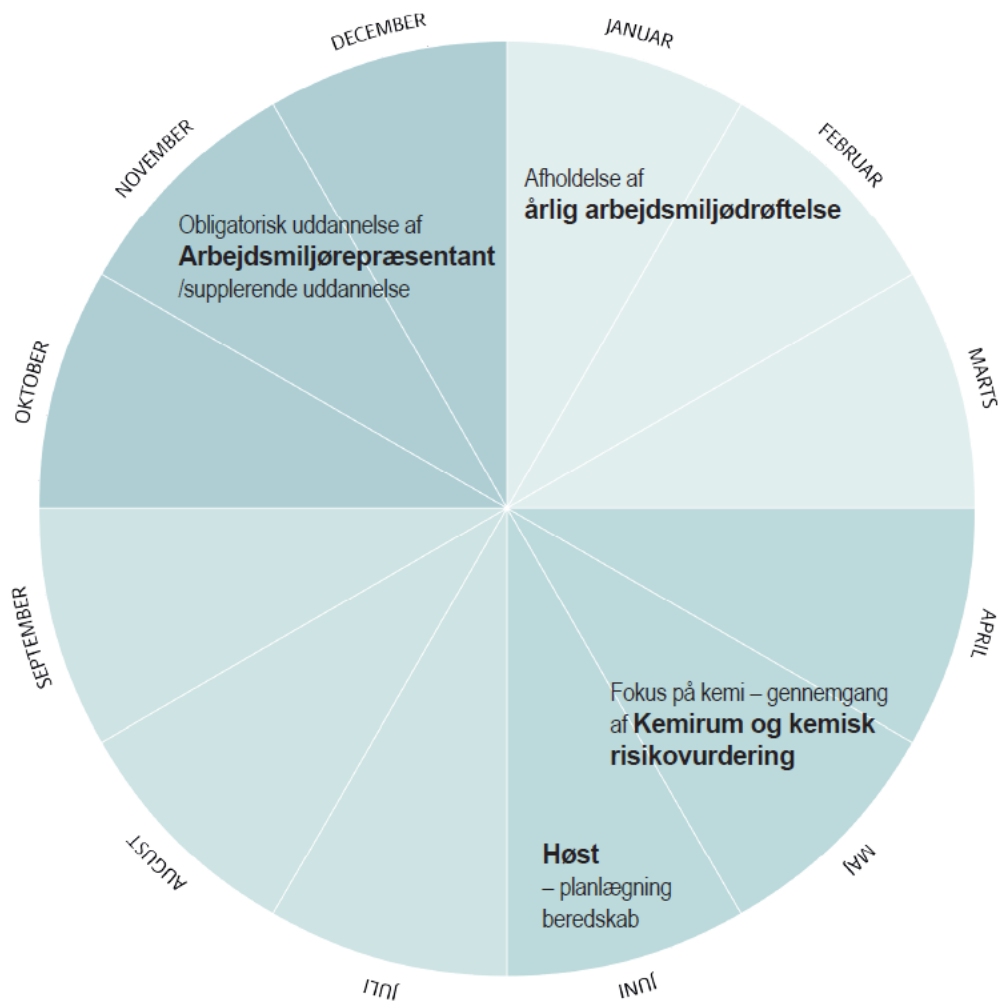 DECEMBER
JANUAR
NOVEMBER
FEBRUAR
Afholdelse af
årlig arbejdsmiljødrøftelse
Obligatorisk uddannelse af
Arbejdsmiljørepræsentant
/supplerende uddannelse
OKTOBER
MARTS
SEPTEMBER
APRIL
Fokus på kemi – gennemgang
af Kemirum og kemisk
risikovurdering
Høst
– planlægning
beredskab
AUGUST
MAJ
JULI
JUNI